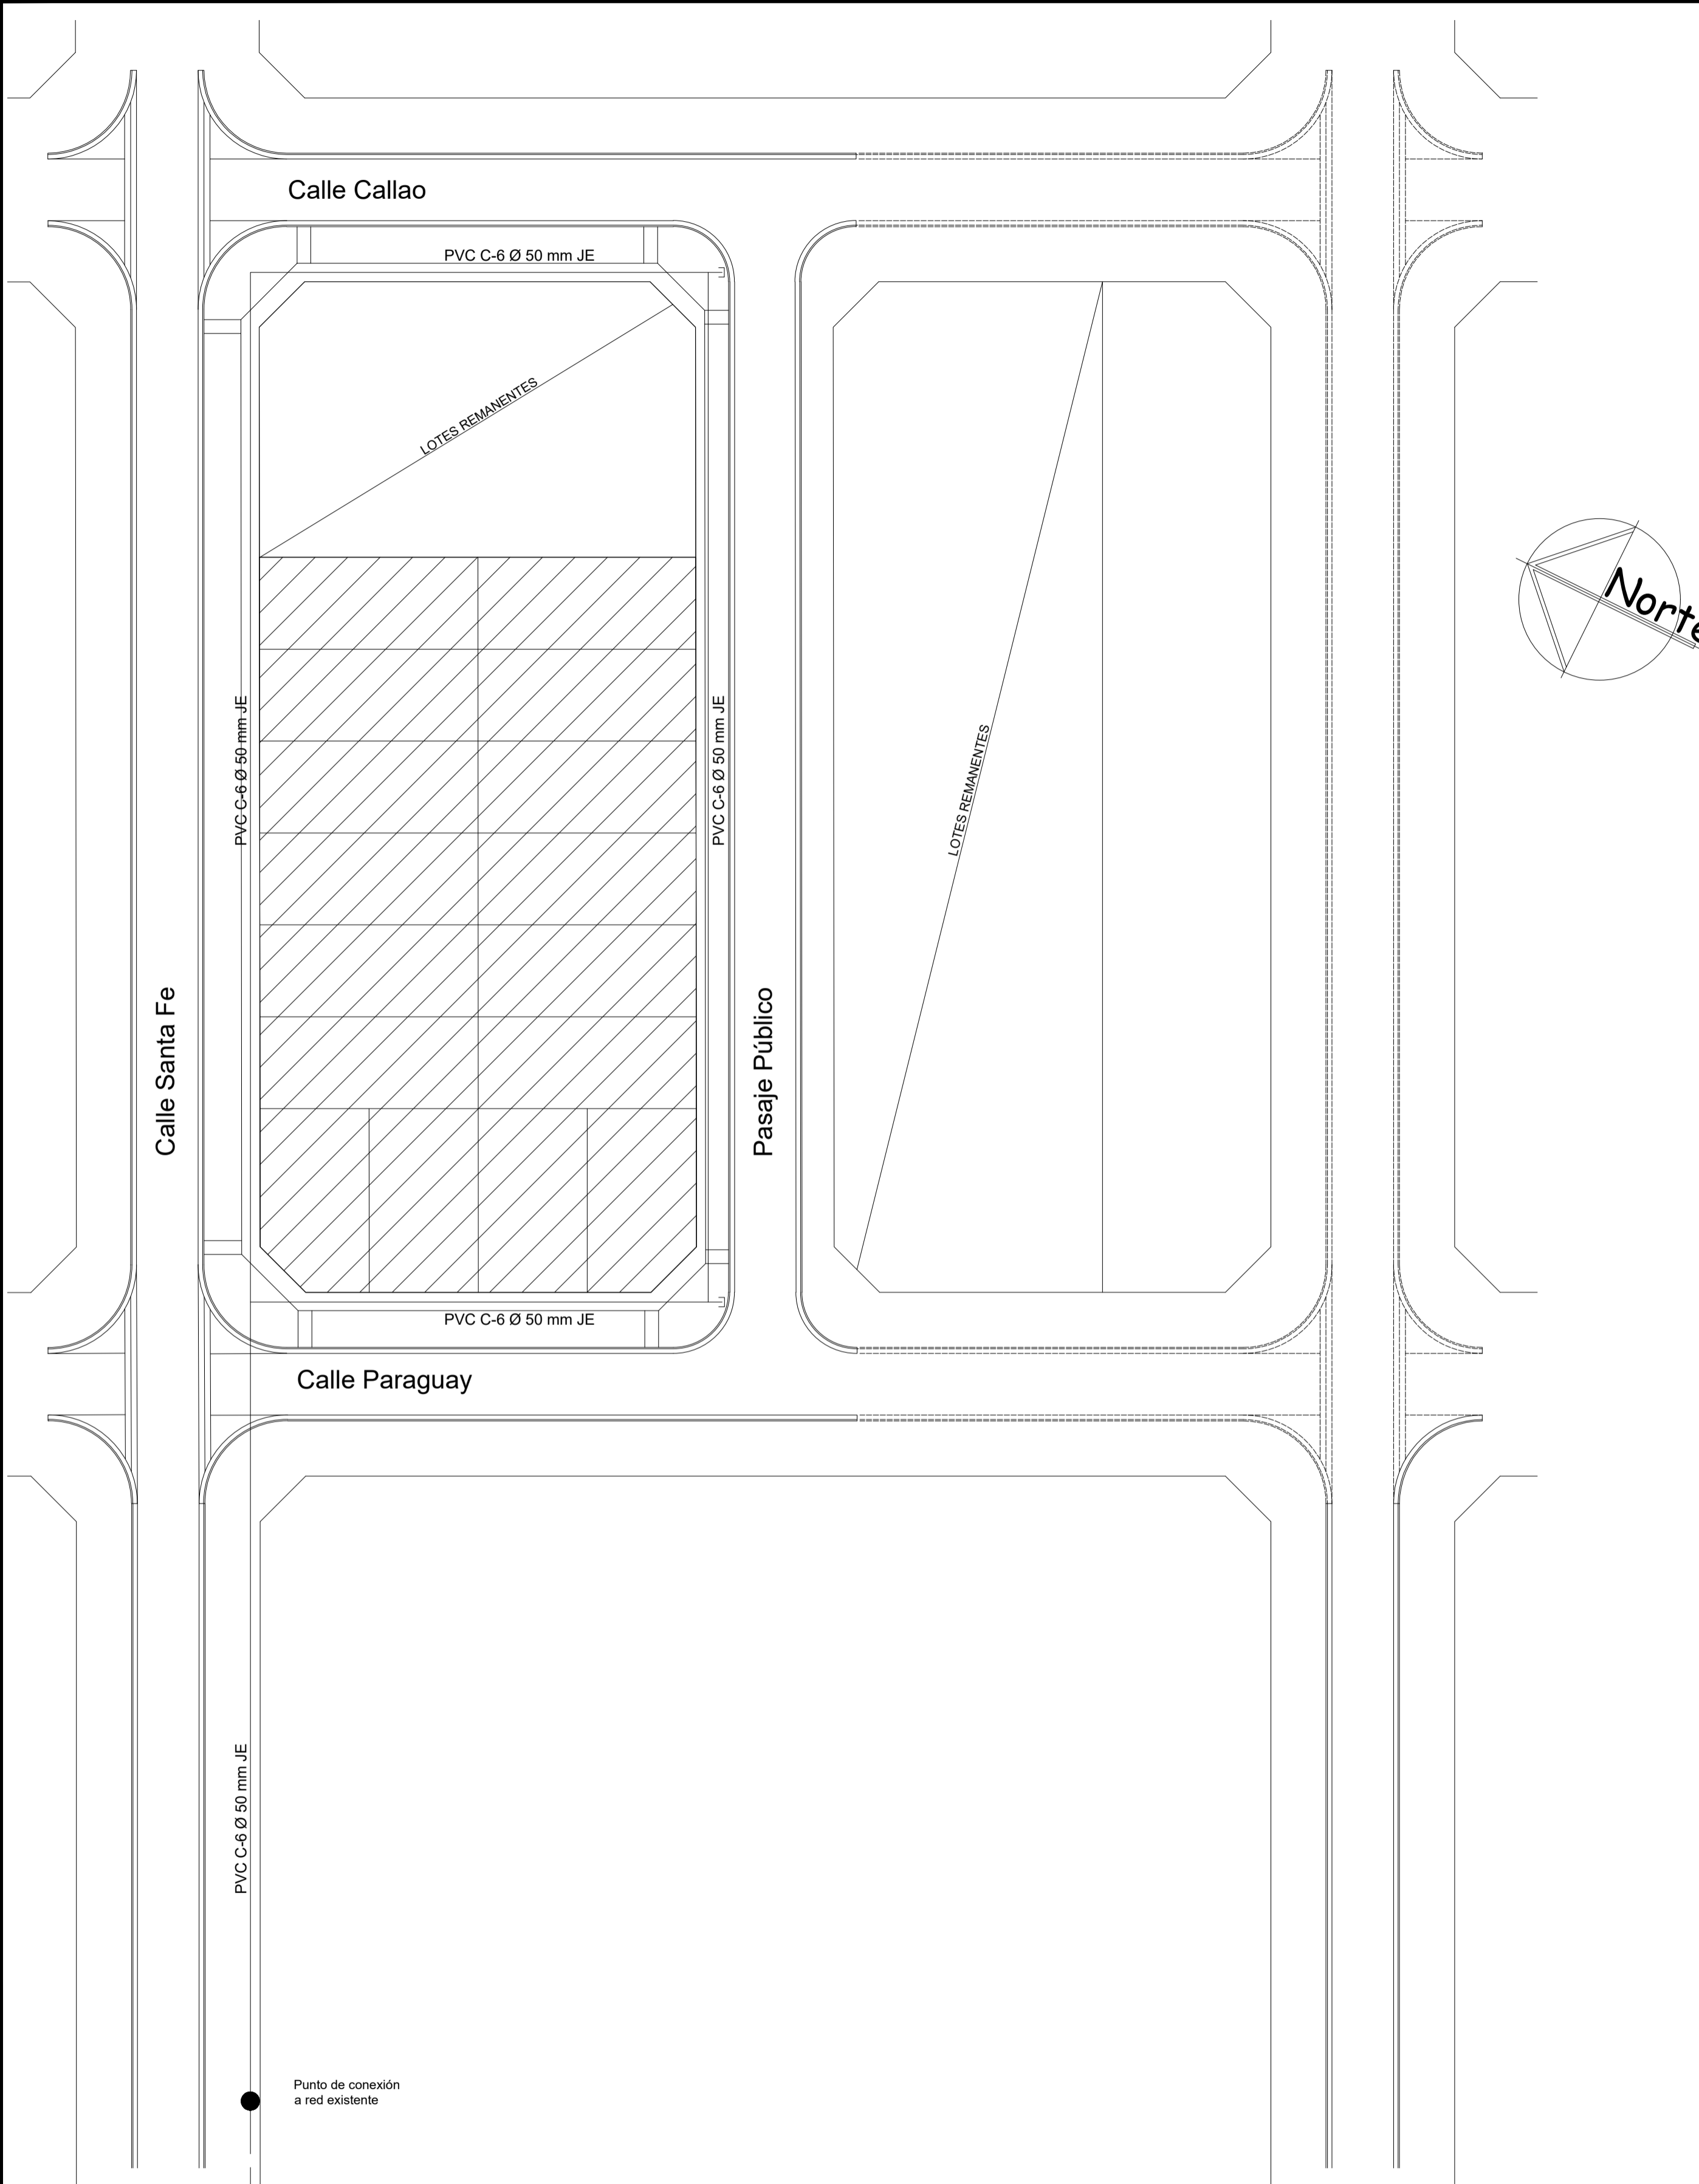 Calle Callao
PVC C-6 Ø 50 mm JE
LOTES REMANENTES
Norte
PVC C-6 Ø 50 mm JE
PVC C-6 Ø 50 mm JE
LOTES REMANENTES
Calle Santa Fe
Pasaje Público
PVC C-6 Ø 50 mm JE
Calle Paraguay
PVC C-6 Ø 50 mm JE
Punto de conexión
a red existente